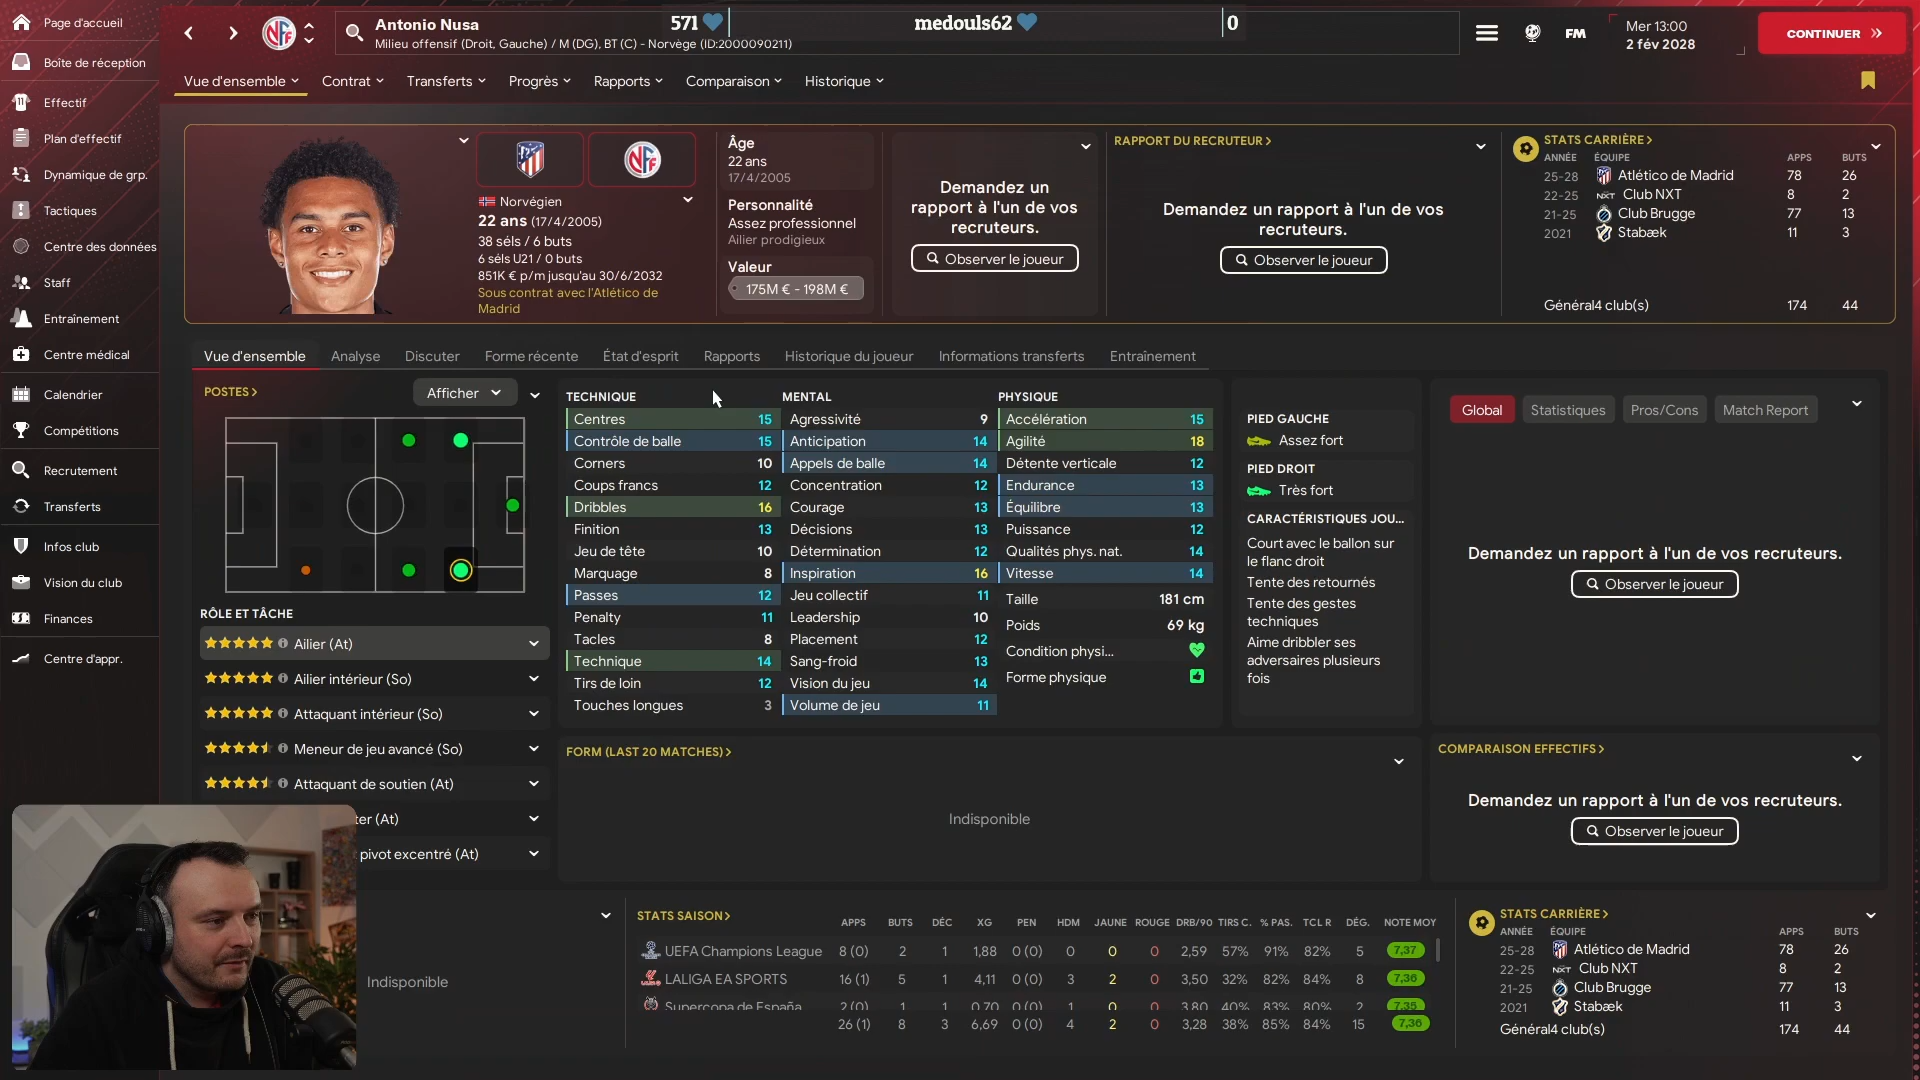 Page d'accueil
Boîte de réception
Effectif
Plan d'effectif
Dynamique de grp.
Tactiques
Centre des données
Staff
Entraînement
Centre médical
Calendrier
Compétitions
Recrutement
Transferts
Infos club
Vision du club
Finances
Centre d'appr.
Antonio Nusa
Milieu offensif (Droit, Gauche) / M (DG), BT (C) - Norvège (ID:2000090211)
571
medouls62
0
FM
Mer 13:00
2 fév 2028
CONTINUER
Vue d'ensemble
Contrat
Transferts
Progrès
Rapports
Comparaison
Historique
Norvégien
22 ans (17/4/2005)
38 séls / 6 buts
6 séls U21 / 0 buts
851K € p/m jusqu'au 30/6/2032
Sous contrat avec l'Atlético de
Madrid
Âge
22 ans
17/4/2005
Personnalité
Assez professionnel
Ailier prodigieux
Valeur
175M € - 198M €
Demandez un
rapport à l'un de vos
recruteurs.
Observer le joueur
RAPPORT DU RECRUTEUR >
Demandez un rapport à l'un de vos
recruteurs.
Observer le joueur
STATS CARRIÈRE >
ANNÉE ÉQUIPE APPS BUTS
25-28 Atlético de Madrid 78 26
22-25 NXT Club NXT 8 2
21-25 Club Brugge 77 13
2021 Stabæk 11 3
Général4 club(s) 174 44
Vue d'ensemble
Analyse
Discuter
Forme récente
État d'esprit
Rapports
Historique du joueur
Informations transferts
Entraînement
POSTES >
Afficher
RÔLE ET TÂCHE
Ailier (At)
Ailier intérieur (So)
Attaquant intérieur (So)
Meneur de jeu avancé (So)
Attaquant de soutien (At)
ter (At)
pivot excentré (At)
TECHNIQUE
Centres 15
Contrôle de balle 15
Corners 10
Coups francs 12
Dribbles 16
Finition 13
Jeu de tête 10
Marquage 8
Passes 12
Penalty 11
Tacles 8
Technique 14
Tirs de loin 12
Touches longues 3
MENTAL
Agressivité 9
Anticipation 14
Appels de balle 14
Concentration 12
Courage 13
Décisions 13
Détermination 12
Inspiration 16
Jeu collectif 11
Leadership 10
Placement 12
Sang-froid 13
Vision du jeu 14
Volume de jeu 11
PHYSIQUE
Accélération 15
Agilité 18
Détente verticale 12
Endurance 13
Équilibre 13
Puissance 12
Qualités phys. nat. 14
Vitesse 14
Taille 181 cm
Poids 69 kg
Condition physi...
Forme physique
PIED GAUCHE
Assez fort
PIED DROIT
Très fort
CARACTÉRISTIQUES JOU...
Court avec le ballon sur
le flanc droit
Tente des retournés
Tente des gestes
techniques
Aime dribbler ses
adversaires plusieurs
fois
Global
Statistiques
Pros/Cons
Match Report
Demandez un rapport à l'un de vos recruteurs.
Observer le joueur
FORM (LAST 20 MATCHES) >
Indisponible
COMPARAISON EFFECTIFS >
Demandez un rapport à l'un de vos recruteurs.
Observer le joueur
Indisponible
STATS SAISON >
APPS BUTS DÉC XG PEN HDM JAUNE ROUGE DRB/90 TIRS C. % PAS. TCL R DÉG. NOTE MOY
UEFA Champions League 8 (0) 2 1 1,88 0 (0) 0 0 0 2,59 57% 91% 82% 5 7,37
LALIGA EA SPORTS 16 (1) 5 1 4,11 0 (0) 3 2 0 3,50 32% 82% 84% 8 7,36
Supercopa de España 2 (0) 1 1 0,70 0 (0) 1 0 0 3,80 40% 83% 80% 2 7,35
26 (1) 8 3 6,69 0 (0) 4 2 0 3,28 38% 85% 84% 15 7,36
STATS CARRIÈRE >
ANNÉE ÉQUIPE APPS BUTS
25-28 Atlético de Madrid 78 26
22-25 NXT Club NXT 8 2
21-25 Club Brugge 77 13
2021 Stabæk 11 3
Général4 club(s) 174 44